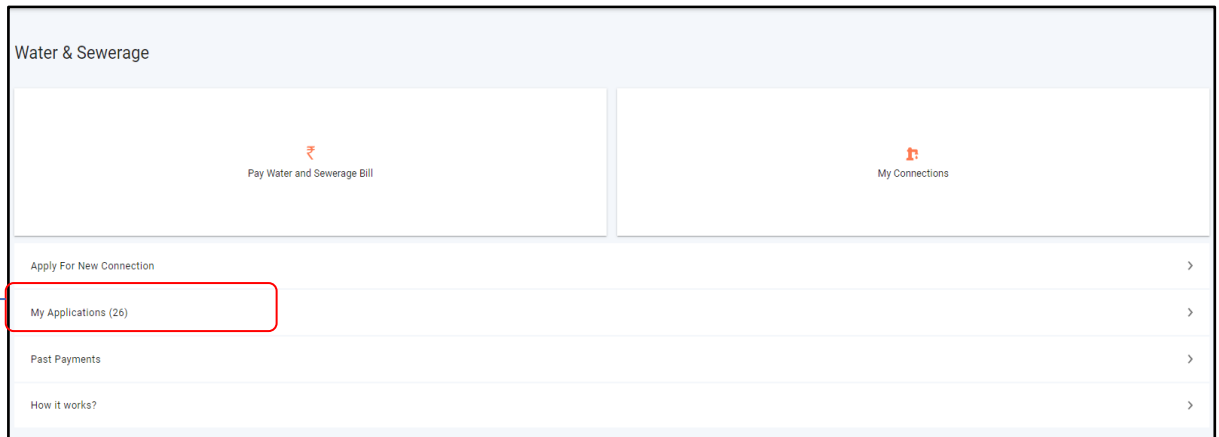 Water & Sewerage
₹
Pay Water and Sewerage Bill
My Connections
Apply For New Connection
My Applications (26)
Past Payments
How it works?